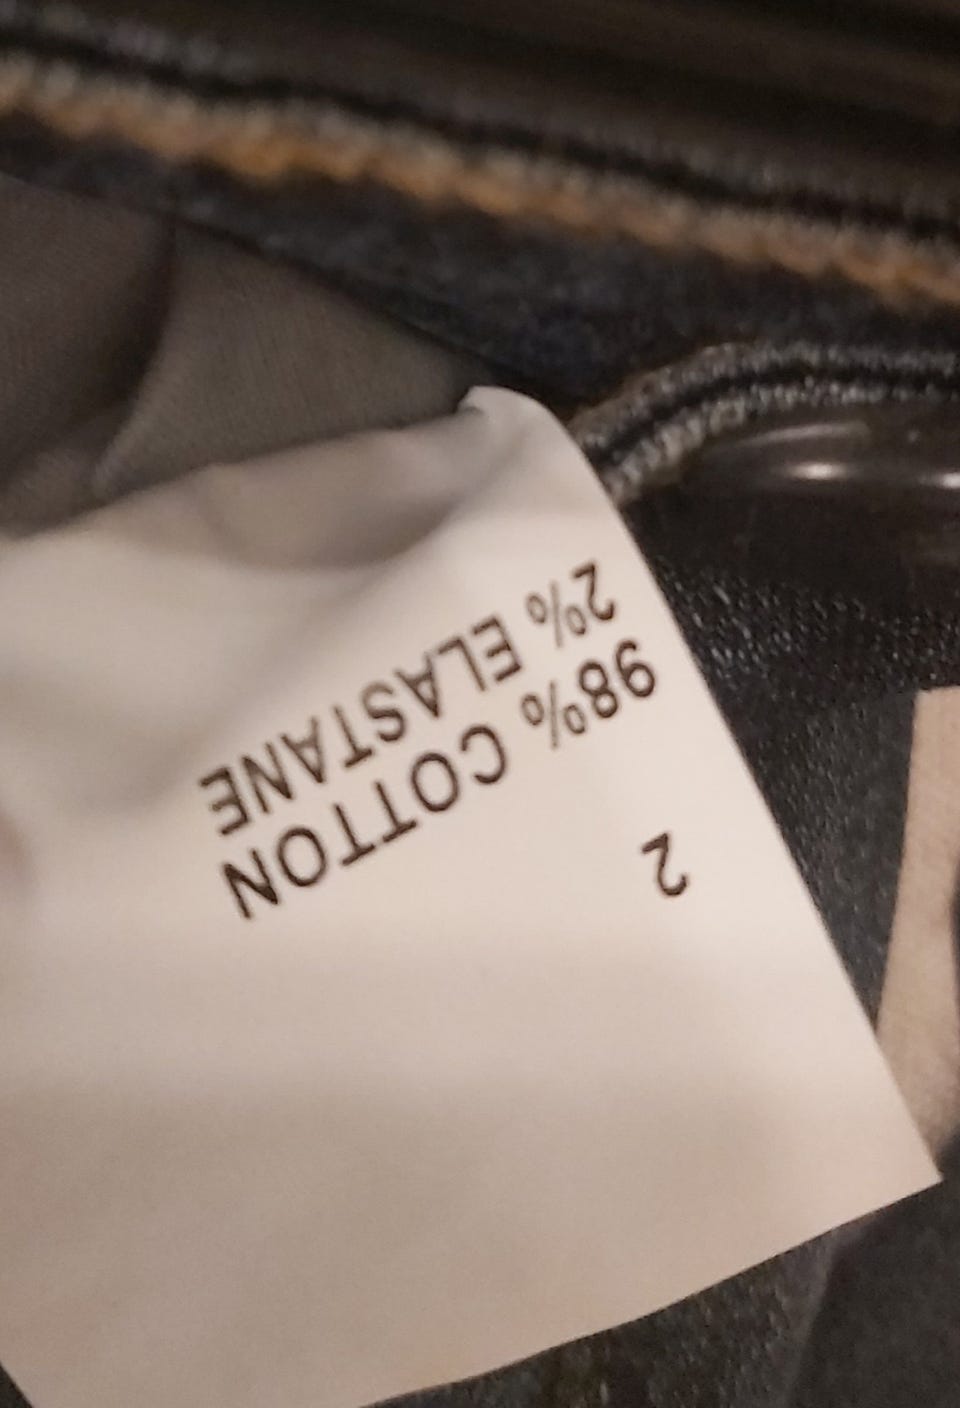 2
98% COTTON
2% ELASTANE